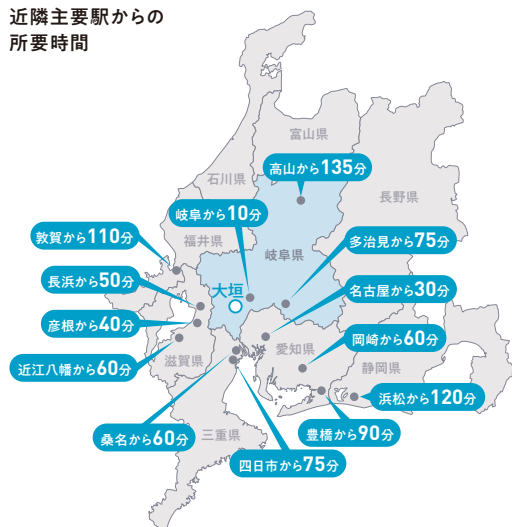 近隣主要駅からの
所要時間
富山県
高山から135分
石川県
長野県
岐阜から10分
敦賀から110分
福井県
多治見から75分
岐阜県
長浜から50分
大垣
名古屋から30分
彦根から40分
岡崎から60分
愛知県
滋賀県
近江八幡から60分
静岡県
浜松から120分
桑名から60分
三重県
豊橋から90分
四日市から75分